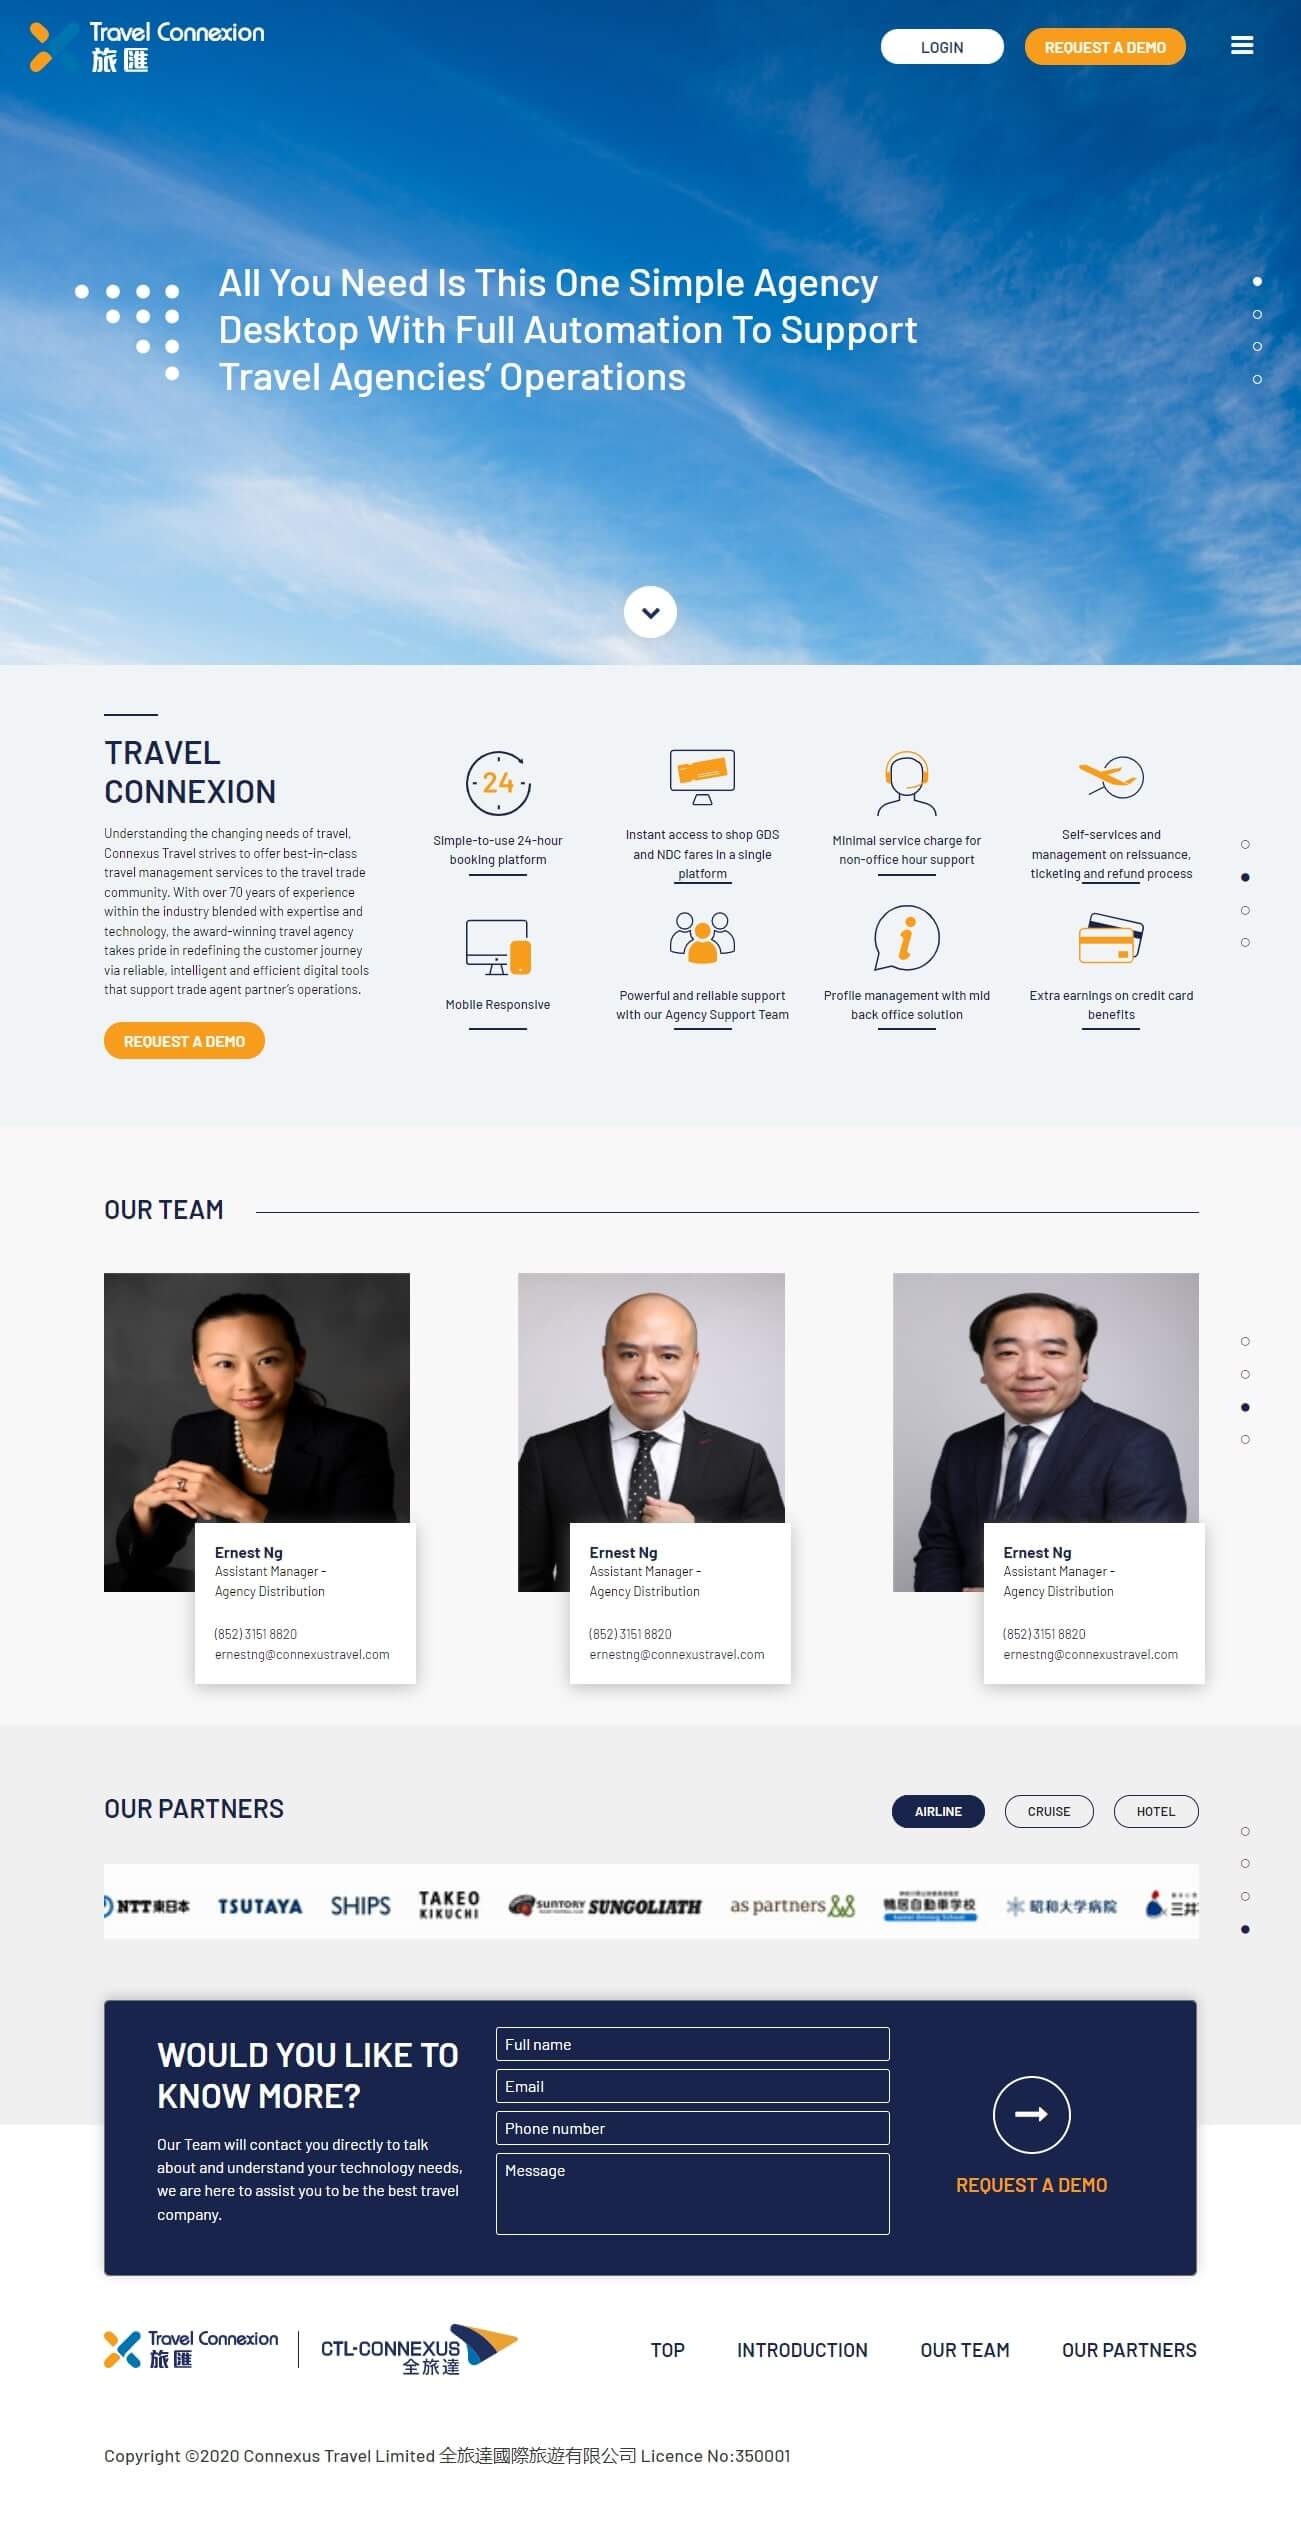 Travel Connexion
旅匯
LOGIN
REQUEST A DEMO
All You Need Is This One Simple Agency
Desktop With Full Automation To Support
Travel Agencies’ Operations
TRAVEL
CONNEXION
Understanding the changing needs of travel,
Connexus Travel strives to offer best-in-class
travel management services to the travel trade
community. With over 70 years of experience
within the industry blended with expertise and
technology, the award-winning travel agency
takes pride in redefining the customer journey
via reliable, intelligent and efficient digital tools
that support trade agent partner’s operations.
REQUEST A DEMO
24
Simple-to-use 24-hour
booking platform
Instant access to shop GDS
and NDC fares in a single
platform
Minimal service charge for
non-office hour support
Self-services and
management on reissuance,
ticketing and refund process
Mobile Responsive
Powerful and reliable support
with our Agency Support Team
Profile management with mid
back office solution
Extra earnings on credit card
benefits
OUR TEAM
Ernest Ng
Assistant Manager -
Agency Distribution
(852) 3151 8820
ernestng@connexustravel.com
Ernest Ng
Assistant Manager -
Agency Distribution
(852) 3151 8820
ernestng@connexustravel.com
Ernest Ng
Assistant Manager -
Agency Distribution
(852) 3151 8820
ernestng@connexustravel.com
OUR PARTNERS
AIRLINE
CRUISE
HOTEL
NTT東日本
TSUTAYA
SHIPS
TAKEO
KIKUCHI
SUNTORY SUNGOLIATH
as partners
鴨居自動車学校
昭和大学病院
三井
WOULD YOU LIKE TO
KNOW MORE?
Our Team will contact you directly to talk
about and understand your technology needs,
we are here to assist you to be the best travel
company.
Full name
Email
Phone number
Message
REQUEST A DEMO
Travel Connexion
旅匯
CTL-CONNEXUS
全旅達
TOP
INTRODUCTION
OUR TEAM
OUR PARTNERS
Copyright ©2020 Connexus Travel Limited 全旅達國際旅遊有限公司 Licence No:350001